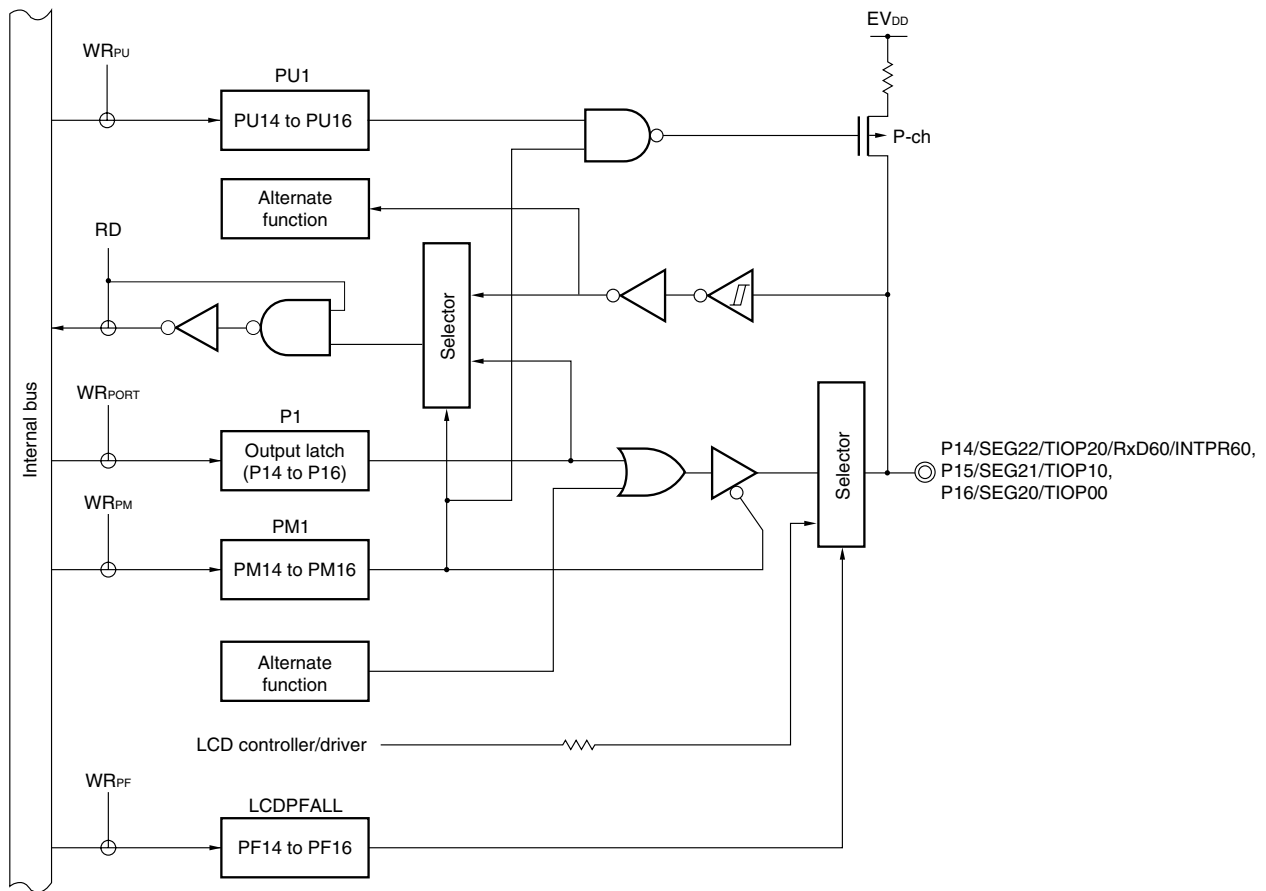 EVDD
WRPU
PU1
PU14 to PU16
P-ch
Alternate
function
RD
Selector
Internal bus
WRPORT
P1
Output latch
(P14 to P16)
Selector
P14/SEG22/TIOP20/RxD60/INTPR60,
P15/SEG21/TIOP10,
P16/SEG20/TIOP00
WRPM
PM1
PM14 to PM16
Alternate
function
LCD controller/driver
WRPF
LCDPFALL
PF14 to PF16